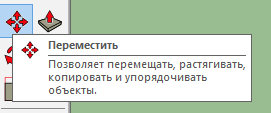 Переместить
Позволяет перемещать, растягивать,
копировать и упорядочивать
объекты.